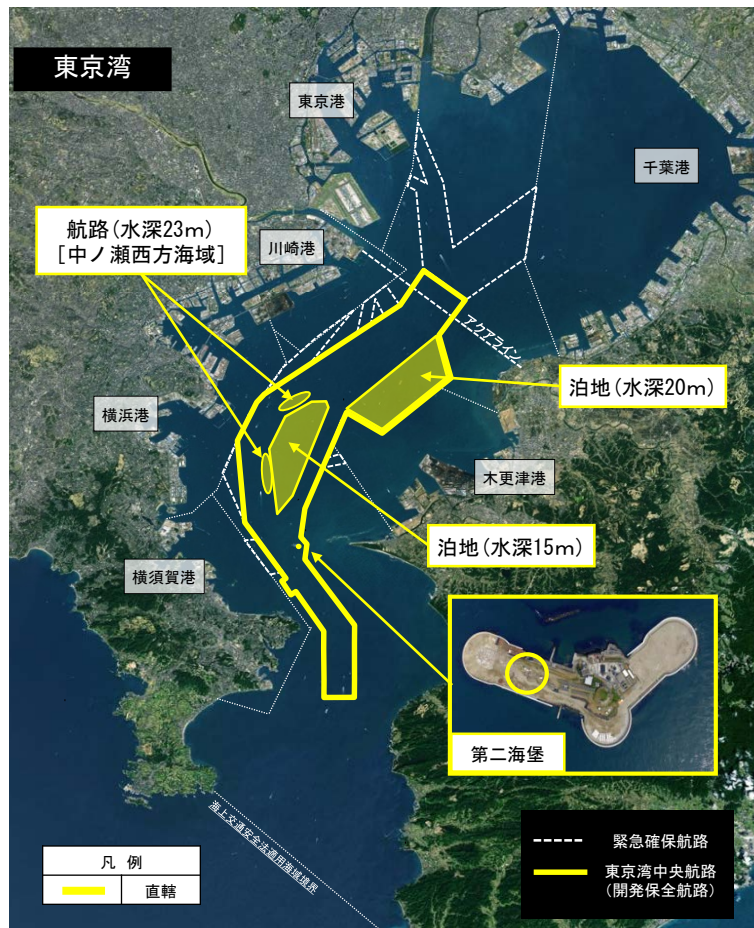 東京湾
東京港
千葉港
航路(水深23m)
[中ノ瀬西方海域]
川崎港
アクアライン
泊地(水深20m)
横浜港
木更津港
泊地(水深15m)
横須賀港
第二海堡
海上交通安全法適用海域境界
凡 例
直轄
緊急確保航路
東京湾中央航路
(開発保全航路)